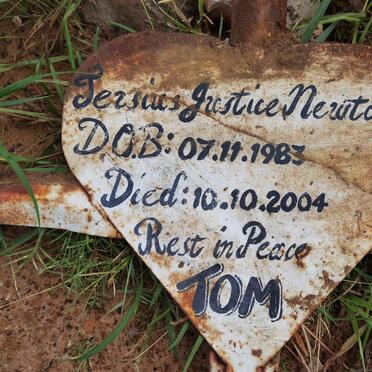 Tersius Justice Newto
D.O.B: 07.11.1983
Died: 10.10.2004
Rest in Peace
TOM